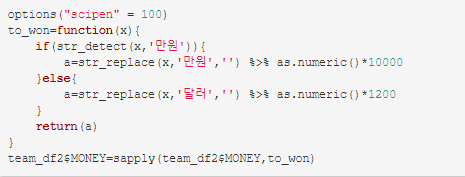 options("scipen" = 100)
to_won=function(x){
    if(str_detect(x,'만원')){
        a=str_replace(x,'만원','') %>% as.numeric()*10000
    }else{
        a=str_replace(x,'달러','') %>% as.numeric()*1200
    }
    return(a)
}
team_df2$MONEY=sapply(team_df2$MONEY,to_won)